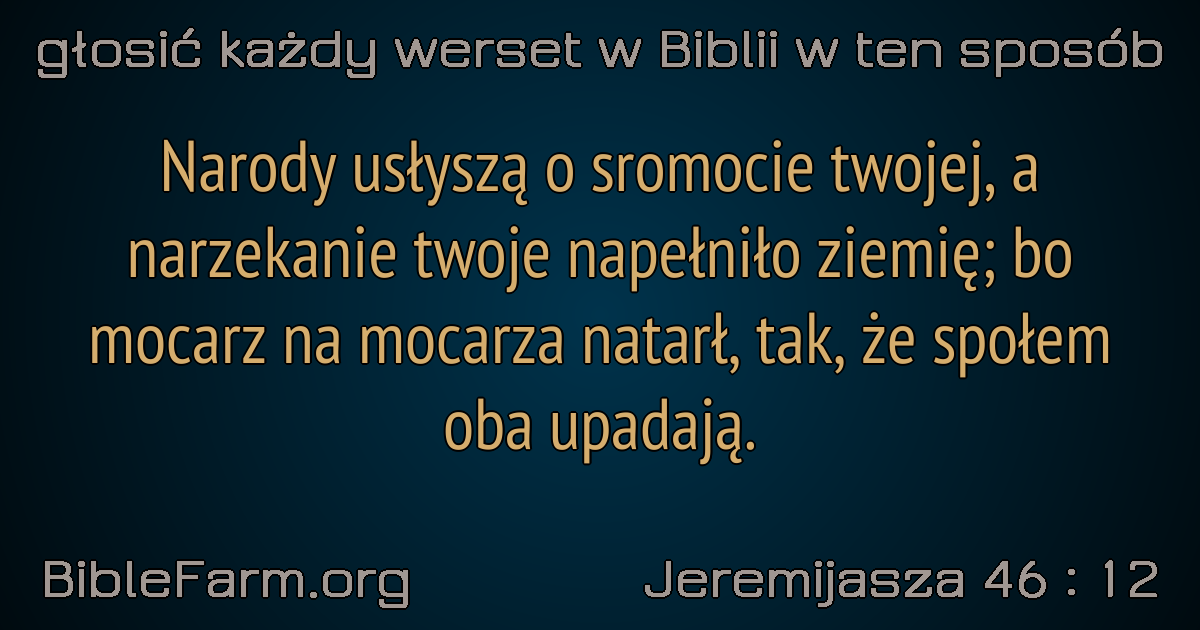 głosić każdy werset w Biblii w ten sposób
Narody usłyszą o sromocie twojej, a
narzekanie twoje napełniło ziemię; bo
mocarz na mocarza natarł, tak, że społem
oba upadają.
BibleFarm.org
Jeremijasza 46 : 12